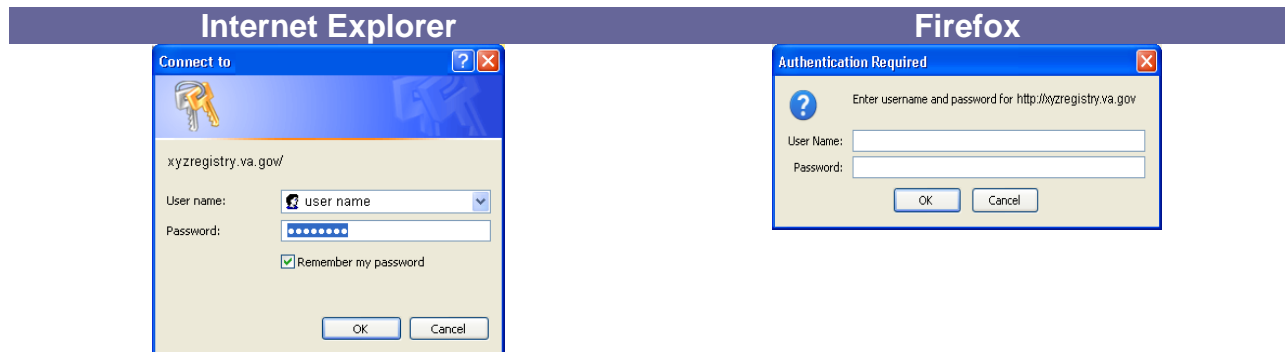 Internet Explorer
Firefox
Connect to
xyzregistry.va.gov/
User name:
user name
Password:
••••••••
Remember my password
OK
Cancel
Authentication Required
Enter username and password for http://xyzregistry.va.gov
User Name:
Password:
OK
Cancel